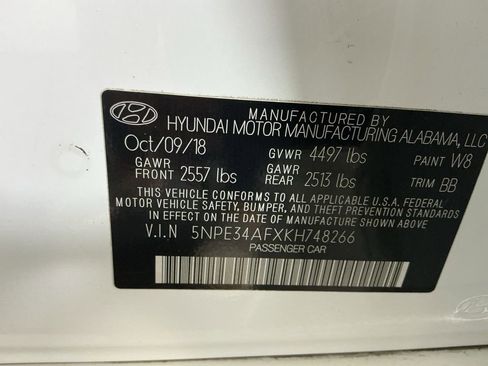 MANUFACTURED BY
HYUNDAI MOTOR MANUFACTURING ALABAMA, LLC
Oct/09/18 GVWR 4497 lbs PAINT W8
GAWR FRONT 2557 lbs GAWR REAR 2513 lbs TRIM BB
THIS VEHICLE CONFORMS TO ALL APPLICABLE U.S.A. FEDERAL
MOTOR VEHICLE SAFETY, BUMPER, AND THEFT PREVENTION STANDARDS
IN EFFECT ON THE DATE OF MANUFACTURE SHOWN ABOVE.
V.I.N 5NPE34AFXKH748266
PASSENGER CAR